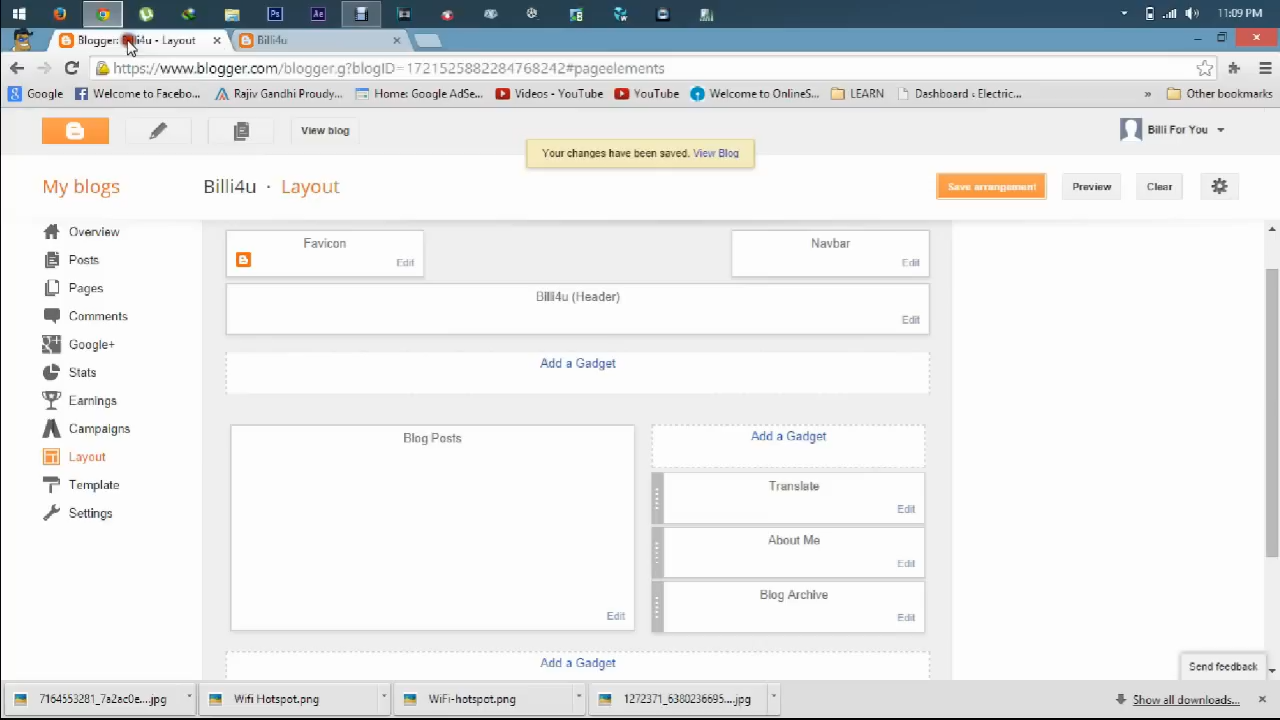 Ps
Ae
11:09 PM
Blogger: Billi4u - Layout
Billi4u
https://www.blogger.com/blogger.g?blogID=1721525882284768242#pageelements
Google
Welcome to Facebo...
Rajiv Gandhi Proudy...
Home: Google AdSe...
Videos - YouTube
YouTube
Welcome to OnlineS...
LEARN
Dashboard ‹ Electric...
»
Other bookmarks
View blog
Your changes have been saved. View Blog
Billi For You
My blogs
Billi4u · Layout
Save arrangement
Preview
Clear
Overview
Posts
Pages
Comments
Google+
Stats
Earnings
Campaigns
Layout
Template
Settings
Favicon
Edit
Navbar
Edit
Billi4u (Header)
Edit
Add a Gadget
Blog Posts
Edit
Add a Gadget
Translate
Edit
About Me
Edit
Blog Archive
Edit
Add a Gadget
Send feedback
7164553281_7a2ac0e....jpg
Wifi Hotspot.png
WiFi-hotspot.png
1272371_6380236695...jpg
Show all downloads...